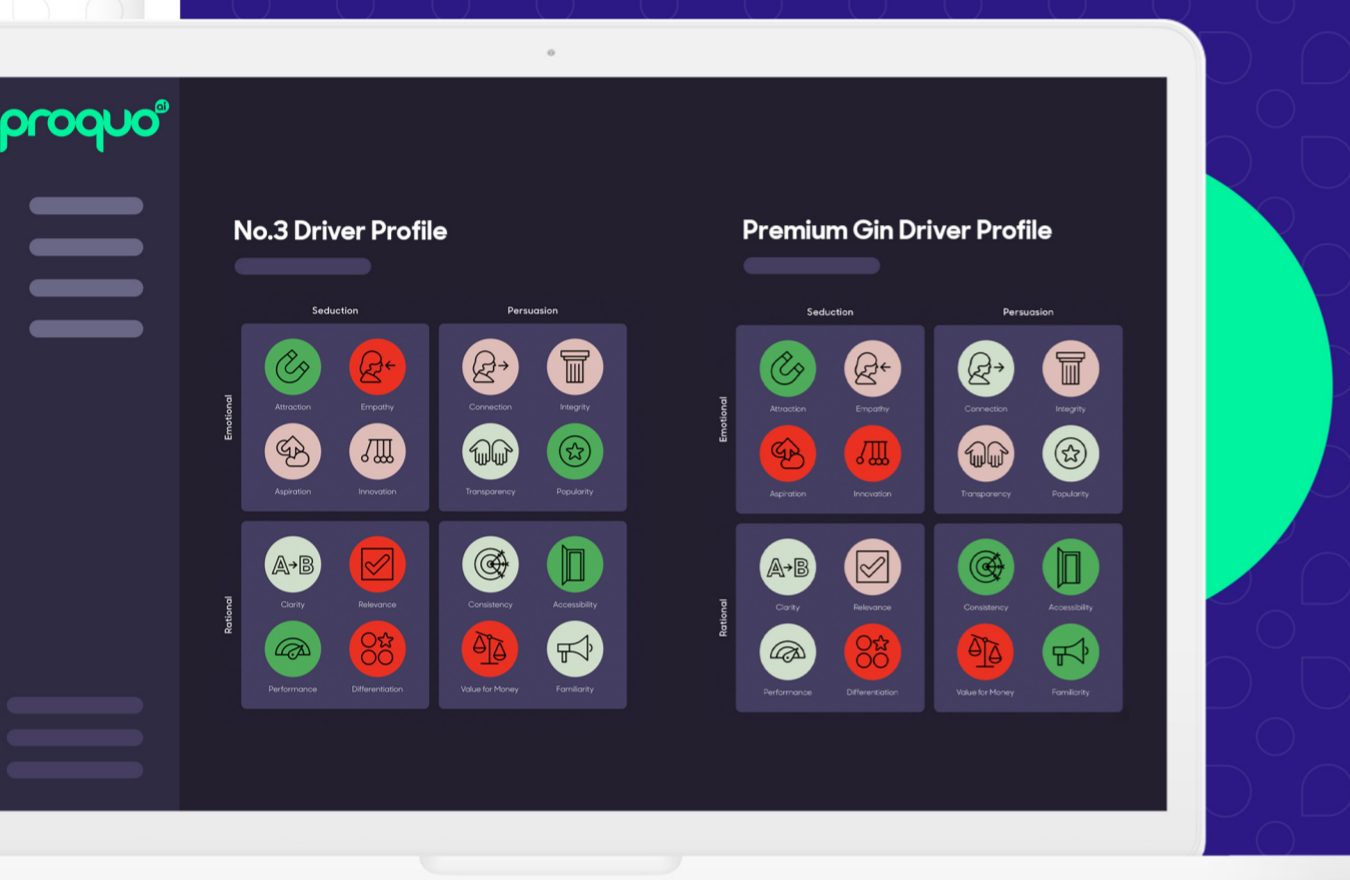 proquo ai
No.3 Driver Profile
Seduction Persuasion
Emotional
Attraction Empathy Connection Integrity
Aspiration Innovation Transparency Popularity
Rational
A→B
Clarity Relevance Consistency Accessibility
Performance Differentiation Value for Money Familiarity
Premium Gin Driver Profile
Seduction Persuasion
Emotional
Attraction Empathy Connection Integrity
Aspiration Innovation Transparency Popularity
Rational
A→B
Clarity Relevance Consistency Accessibility
Performance Differentiation Value for Money Familiarity